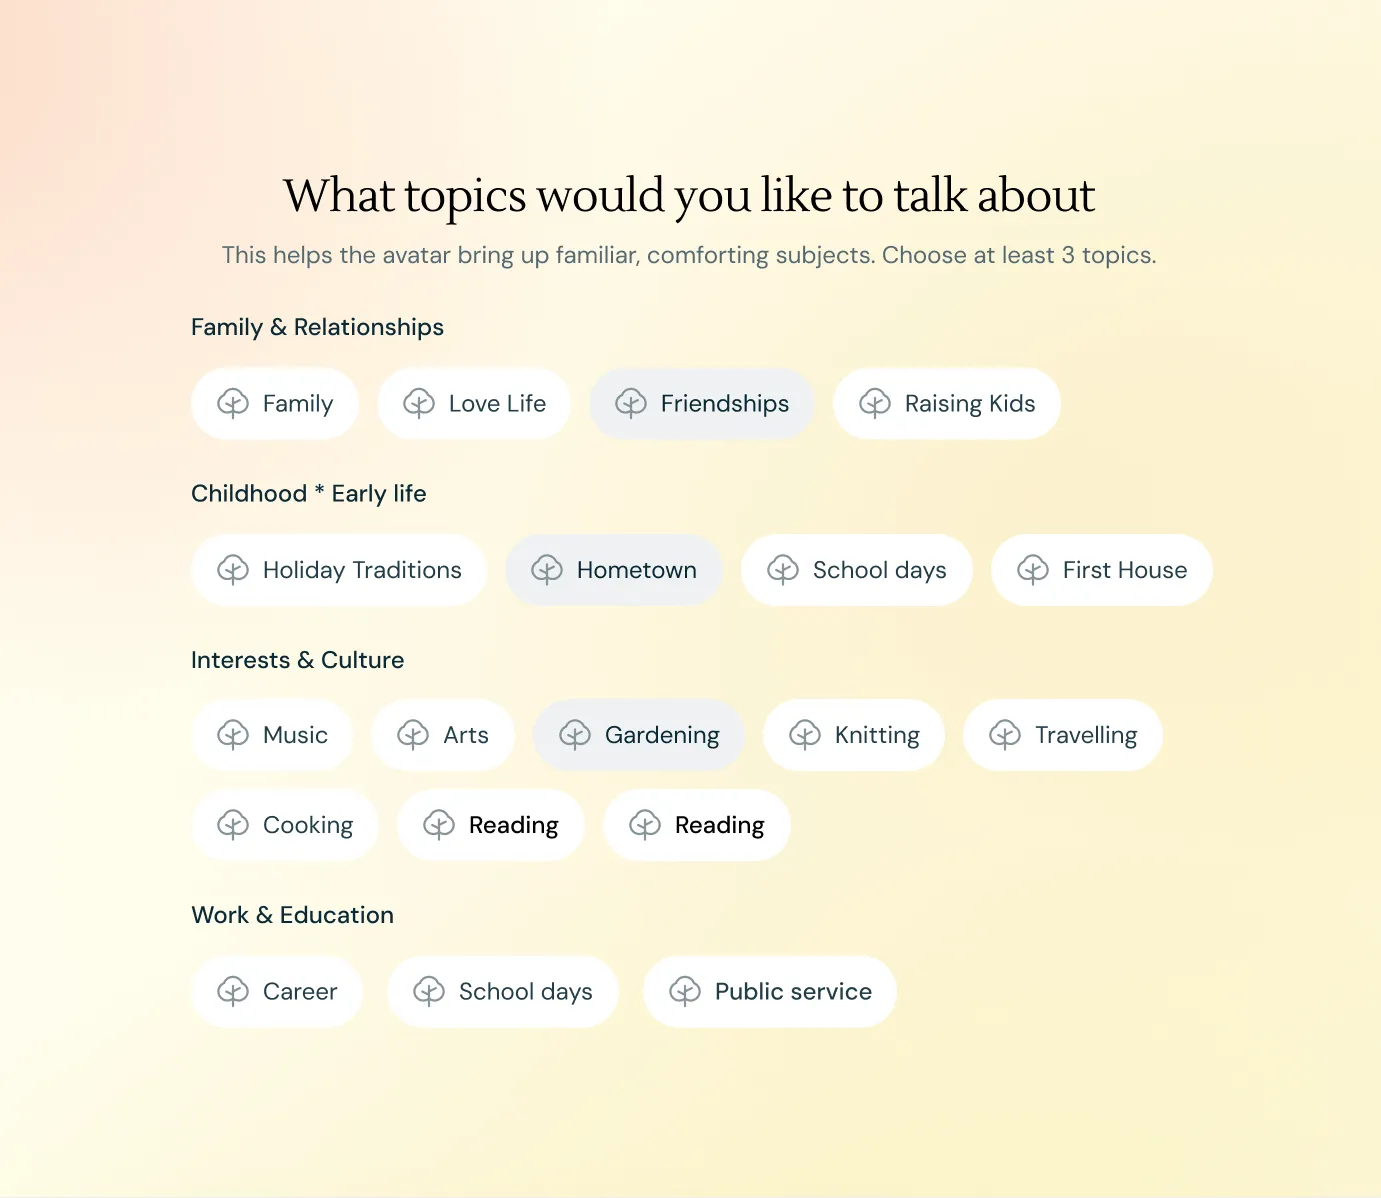 What topics would you like to talk about
This helps the avatar bring up familiar, comforting subjects. Choose at least 3 topics.
Family & Relationships
Family Love Life Friendships Raising Kids
Childhood * Early life
Holiday Traditions Hometown School days First House
Interests & Culture
Music Arts Gardening Knitting Travelling
Cooking Reading Reading
Work & Education
Career School days Public service